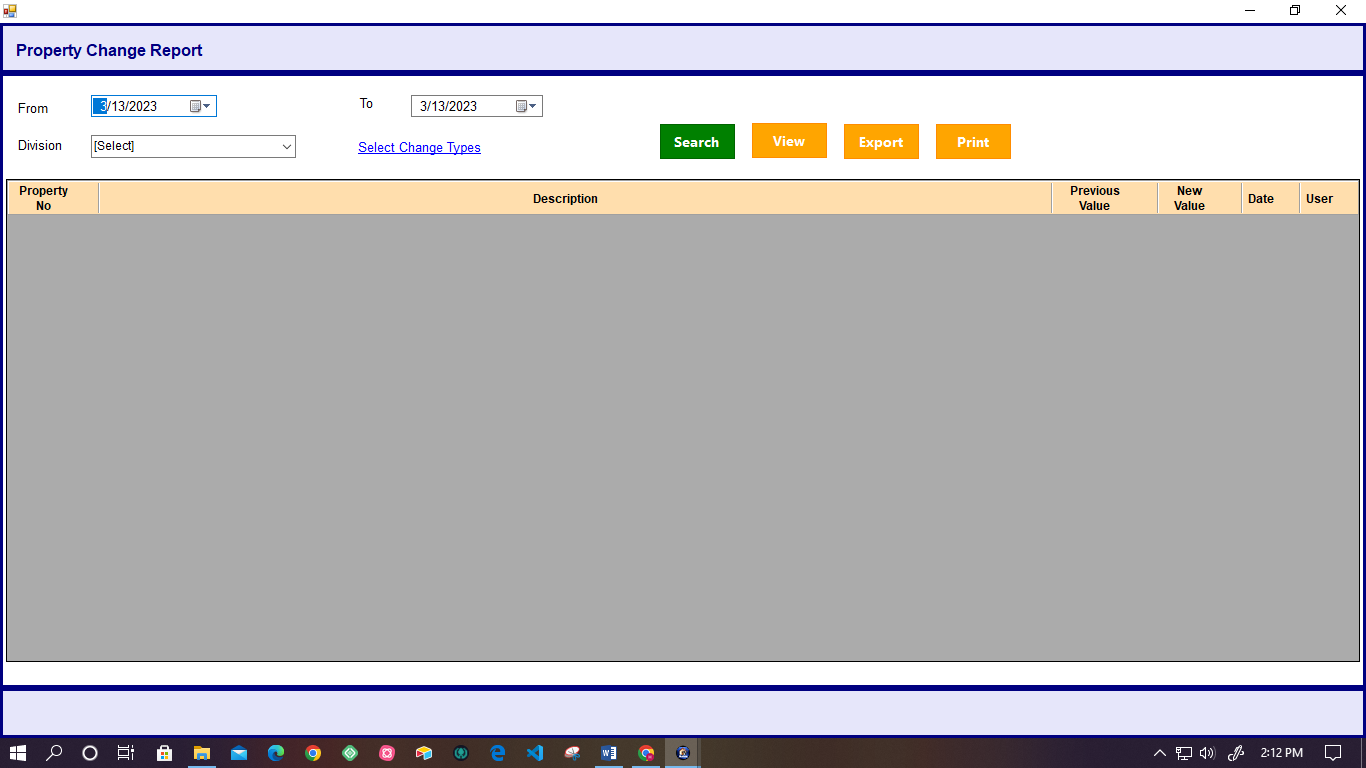 Property Change Report
From 3/13/2023 To 3/13/2023
Division [Select] Select Change Types Search View Export Print
Property No Description Previous Value New Value Date User
2:12 PM